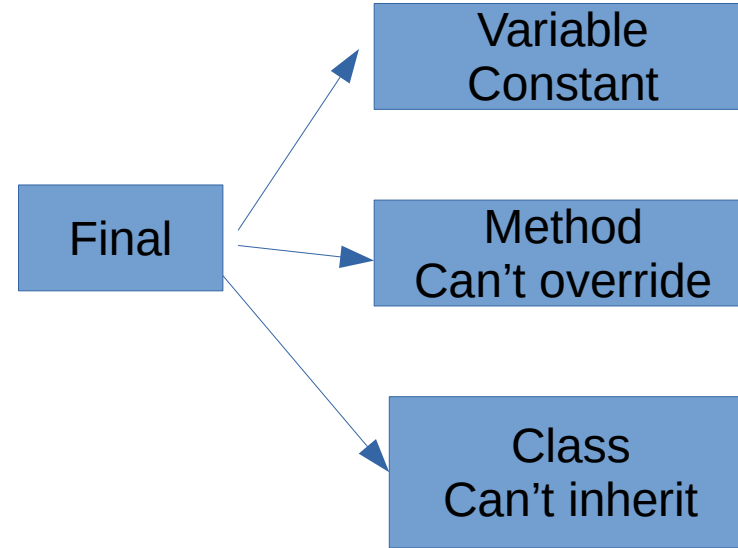 Final
Variable
Constant
Method
Can't override
Class
Can't inherit